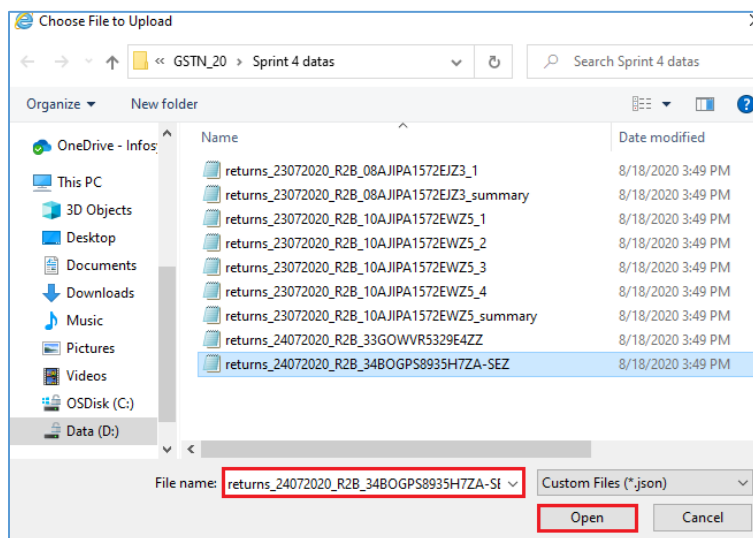 Choose File to Upload
« GSTN_20 > Sprint 4 datas
Search Sprint 4 datas
Organize
New folder
Name
Date modified
OneDrive - Infosy
This PC
3D Objects
Desktop
Documents
Downloads
Music
Pictures
Videos
OSDisk (C:)
Data (D:)
returns_23072020_R2B_08AJIPA1572EJZ3_1 8/18/2020 3:49 PM
returns_23072020_R2B_08AJIPA1572EJZ3_summary 8/18/2020 3:49 PM
returns_23072020_R2B_10AJIPA1572EWZ5_1 8/18/2020 3:49 PM
returns_23072020_R2B_10AJIPA1572EWZ5_2 8/18/2020 3:49 PM
returns_23072020_R2B_10AJIPA1572EWZ5_3 8/18/2020 3:49 PM
returns_23072020_R2B_10AJIPA1572EWZ5_4 8/18/2020 3:49 PM
returns_23072020_R2B_10AJIPA1572EWZ5_summary 8/18/2020 3:49 PM
returns_24072020_R2B_33GOWVR5329E4ZZ 8/18/2020 3:49 PM
returns_24072020_R2B_34BOGPS8935H7ZA-SEZ 8/18/2020 3:49 PM
File name: returns_24072020_R2B_34BOGPS8935H7ZA-SE
Custom Files (*.json)
Open
Cancel